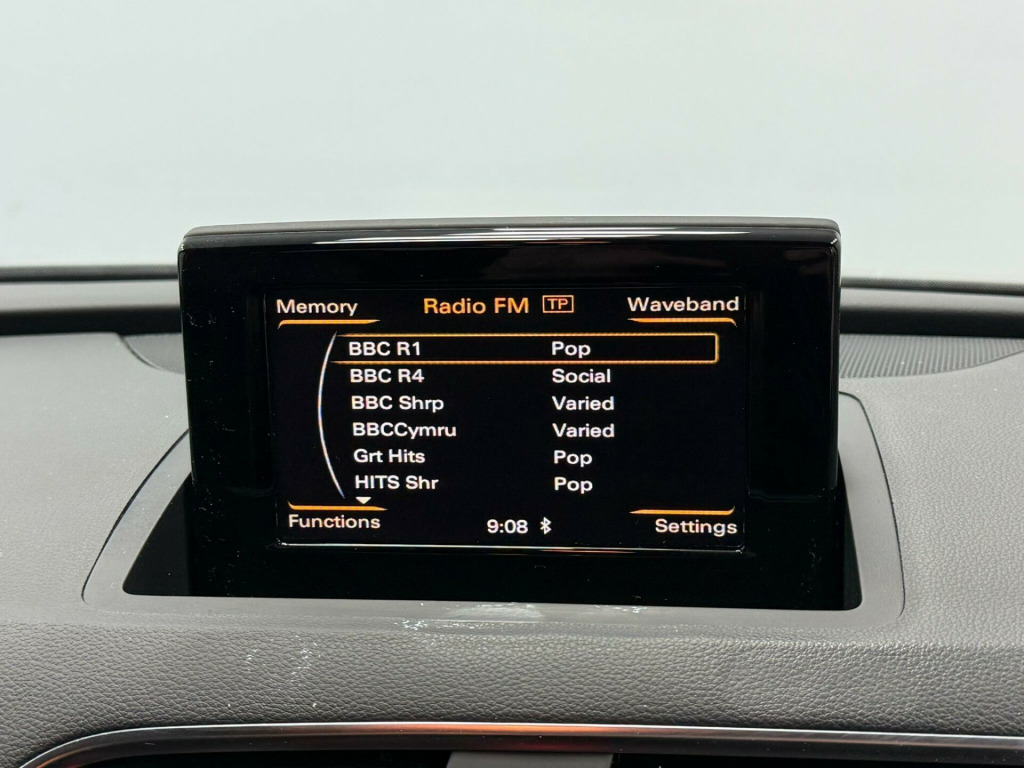 Memory Radio FM TP Waveband
BBC R1 Pop
BBC R4 Social
BBC Shrp Varied
BBCCymru Varied
Grt Hits Pop
HITS Shr Pop
Functions 9:08 Settings